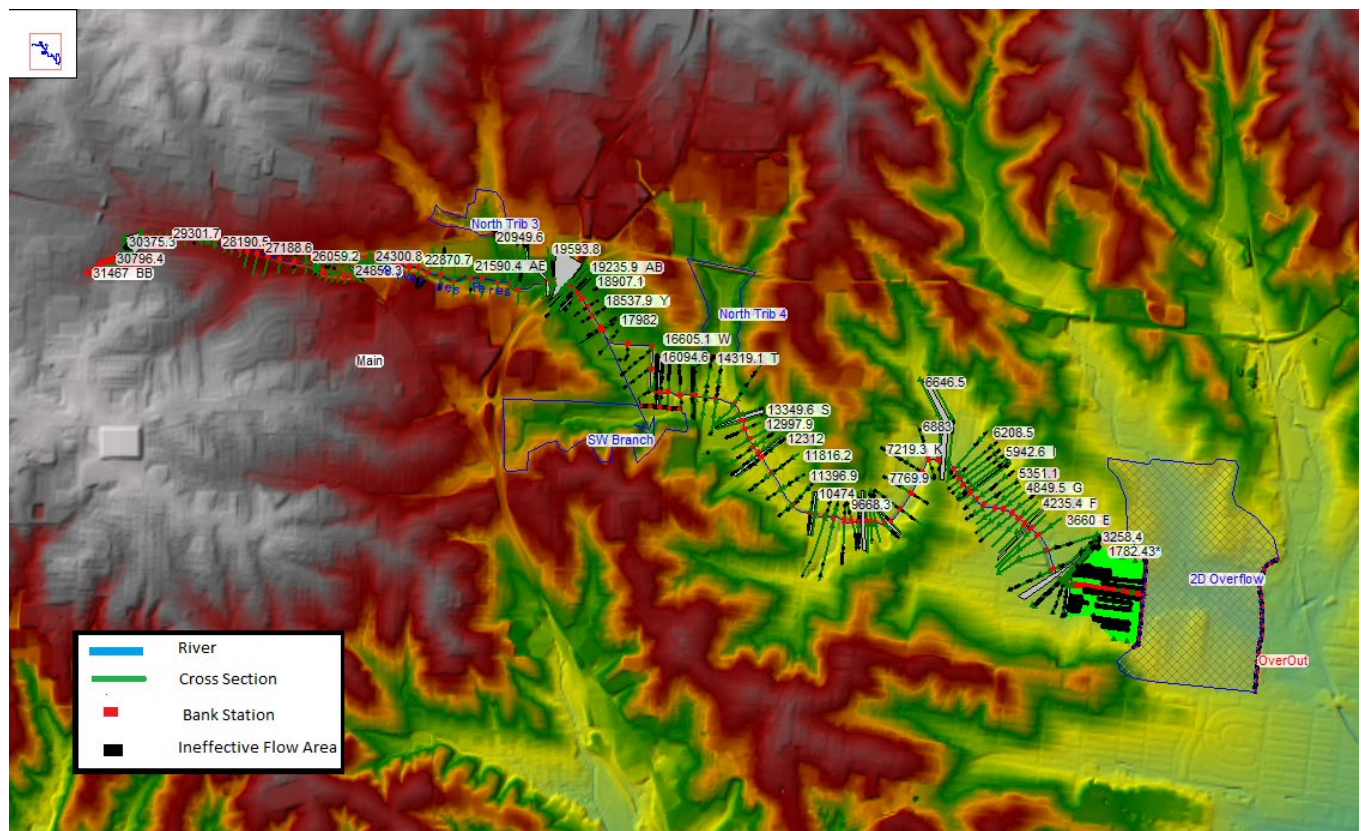 29301.7
30375.3
28190.5
27188.6
30796.4
26059.2
31467 BB
24300.8
24859.3
22870.7
21590.4 AE
North Trib 3
20949.6
19593.8
19235.9 AB
18907.1
18537.9 Y
17982
Main
North Trib 4
16605.1 W
16094.6
14319.1 T
SW Branch
13349.6 S
12997.9
12312
11816.2
11396.9
10474
9668.3
7769.9
7219.3 K
6883
6646.5
6208.5
5942.6 I
5351.1
4849.5 G
4235.4 F
3660 E
3258.4
1782.43*
2D Overflow
OverOut
River
Cross Section
Bank Station
Ineffective Flow Area